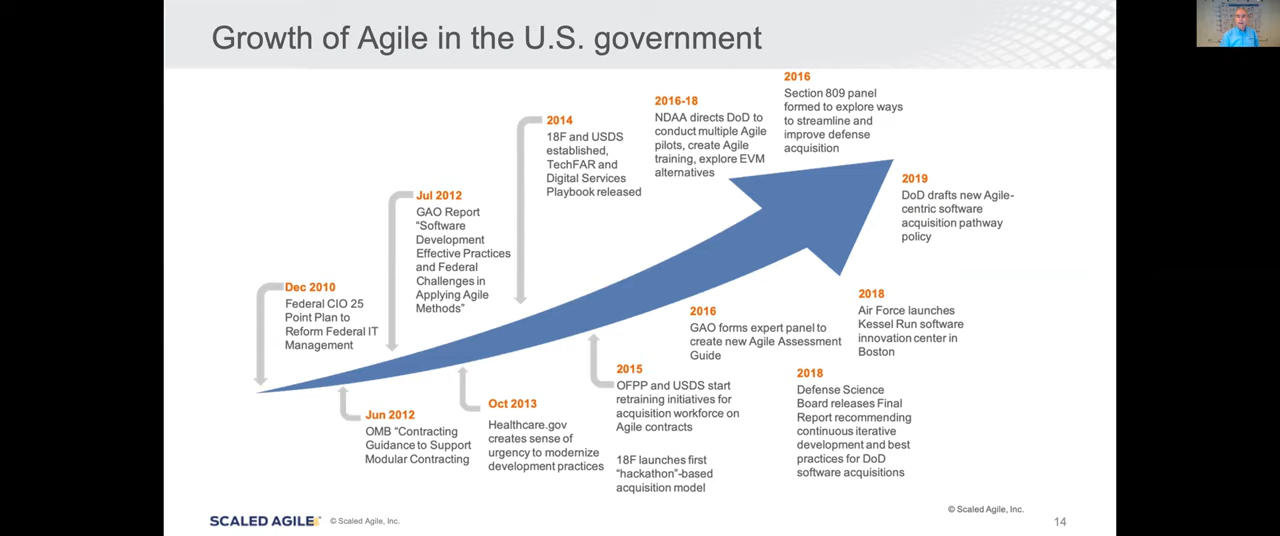 Growth of Agile in the U.S. government
Dec 2010
Federal CIO 25
Point Plan to
Reform Federal IT
Management
Jun 2012
OMB “Contracting
Guidance to Support
Modular Contracting
Jul 2012
GAO Report
“Software
Development
Effective Practices
and Federal
Challenges in
Applying Agile
Methods”
Oct 2013
Healthcare.gov
creates sense of
urgency to modernize
development practices
2014
18F and USDS
established,
TechFAR and
Digital Services
Playbook released
2015
OFPP and USDS start
retraining initiatives for
acquisition workforce on
Agile contracts
18F launches first
“hackathon”-based
acquisition model
2016-18
NDAA directs DoD to
conduct multiple Agile
pilots, create Agile
training, explore EVM
alternatives
2016
GAO forms expert panel to
create new Agile Assessment
Guide
2016
Section 809 panel
formed to explore ways
to streamline and
improve defense
acquisition
2018
Defense Science
Board releases Final
Report recommending
continuous iterative
development and best
practices for DoD
software acquisitions
2018
Air Force launches
Kessel Run software
innovation center in
Boston
2019
DoD drafts new Agile-
centric software
acquisition pathway
policy
© Scaled Agile, Inc.
SCALED AGILE
© Scaled Agile, Inc.
14